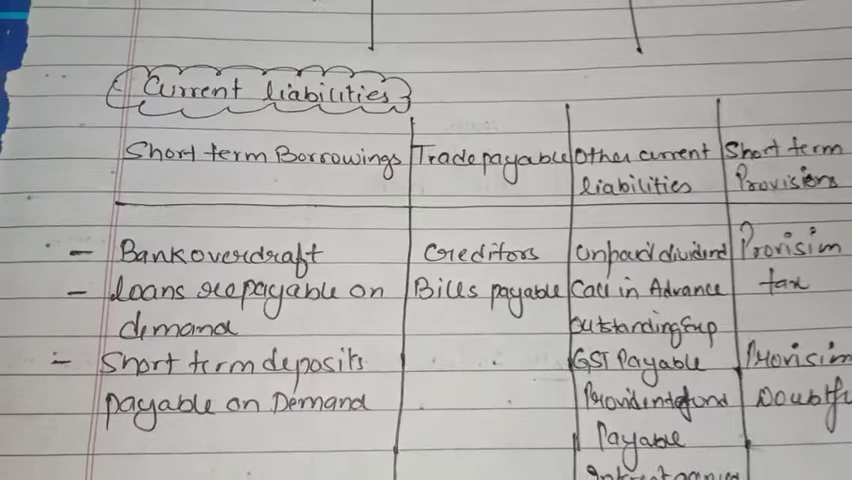 Current liabilities
Short term Borrowings Trade payable Other current Short term
liabilities Provisions
- Bank overdraft Creditors Unpaid dividend Provision
- Loans repayable on Bills payable Call in Advance tax
demand Outstanding Exp
- Short term deposits GST Payable Provision
payable on Demand Provident fund
Payable